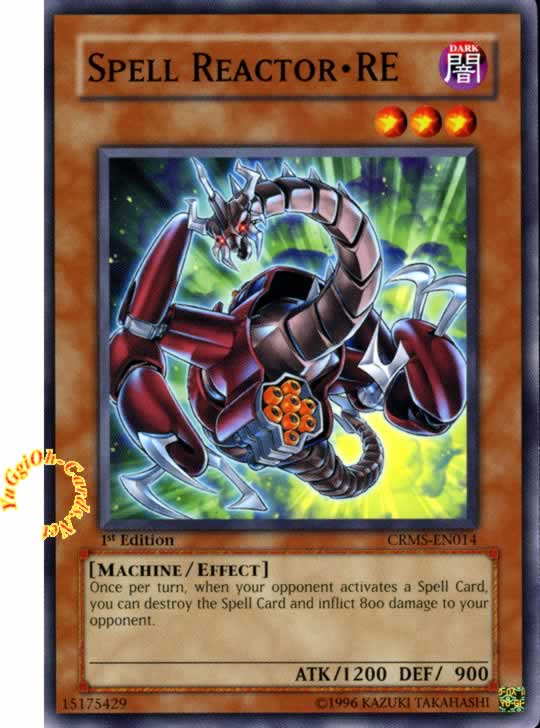 SPELL REACTOR•RE
DARK
闇
1st Edition
CRMS-EN014
[MACHINE/EFFECT]
Once per turn, when your opponent activates a Spell Card,
you can destroy the Spell Card and inflict 800 damage to your
opponent.
ATK/1200 DEF/ 900
15175429
©1996 KAZUKI TAKAHASHI
YuGgiOh-Cards.Net